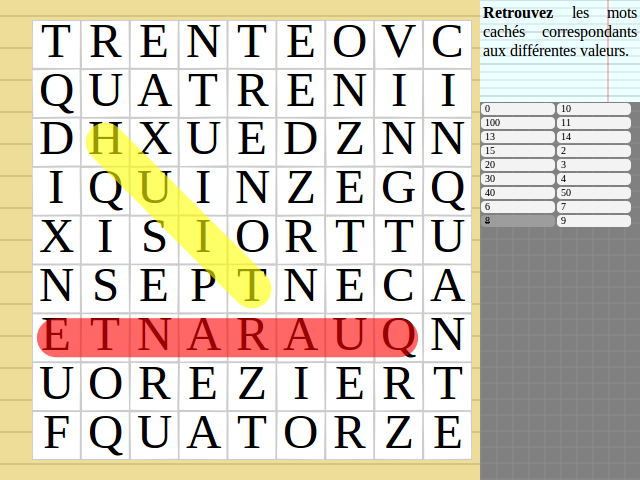 T R E N T E O V C
Q U A T R E N I I
D H X U E D Z N N
I Q U I N Z E G Q
X I S I O R T T U
N S E P T N E C A
E T N A R A U Q N
U O R E Z I E R T
F Q U A T O R Z E
Retrouvez les mots
cachés correspondants
aux différentes valeurs.
0 10
100 11
13 14
15 2
20 3
30 4
40 50
6 7
8 9